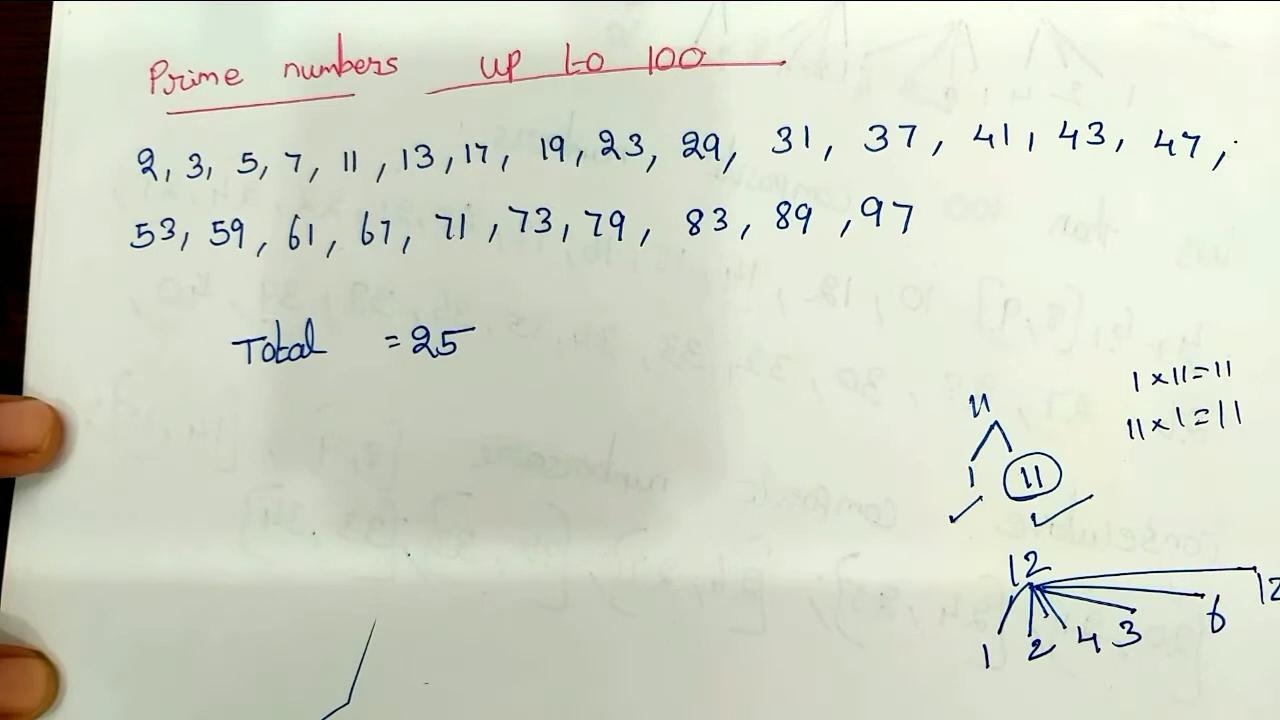 Prime numbers up to 100
2, 3, 5, 7, 11, 13, 17, 19, 23, 29, 31, 37, 41, 43, 47,
53, 59, 61, 67, 71, 73, 79, 83, 89, 97
Total = 25
1 x 11 = 11
11 x 1 = 11
11
1 11
12
1 2 4 3 6 12